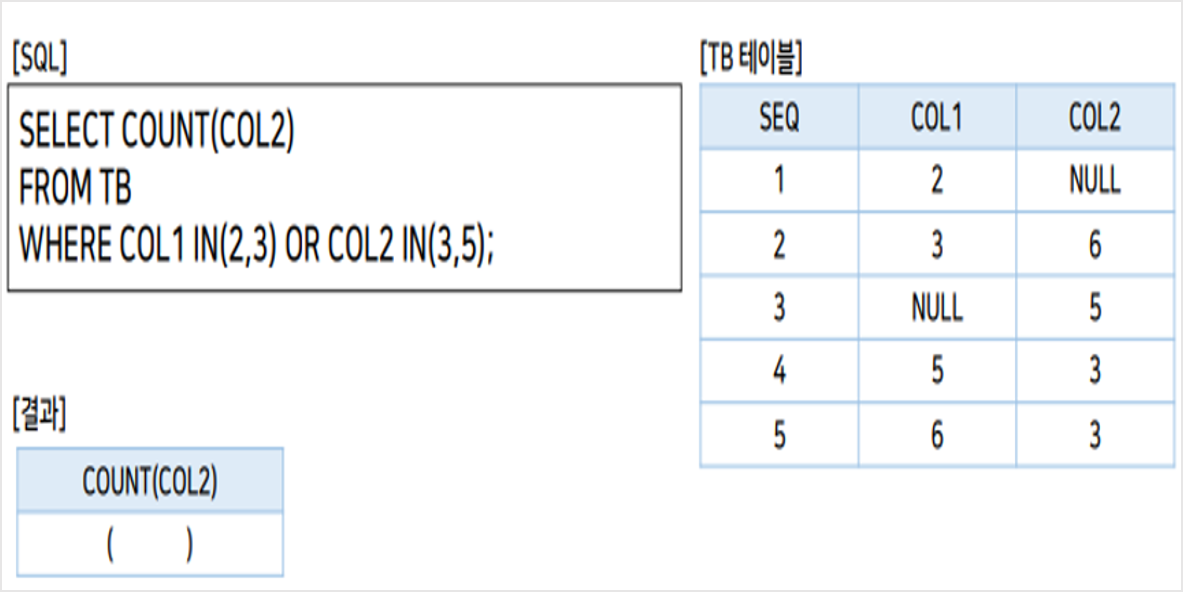 [SQL]
SELECT COUNT(COL2)
FROM TB
WHERE COL1 IN(2,3) OR COL2 IN(3,5);
[TB 테이블]
SEQ COL1 COL2
1 2 NULL
2 3 6
3 NULL 5
4 5 3
5 6 3
[결과]
COUNT(COL2)
( )